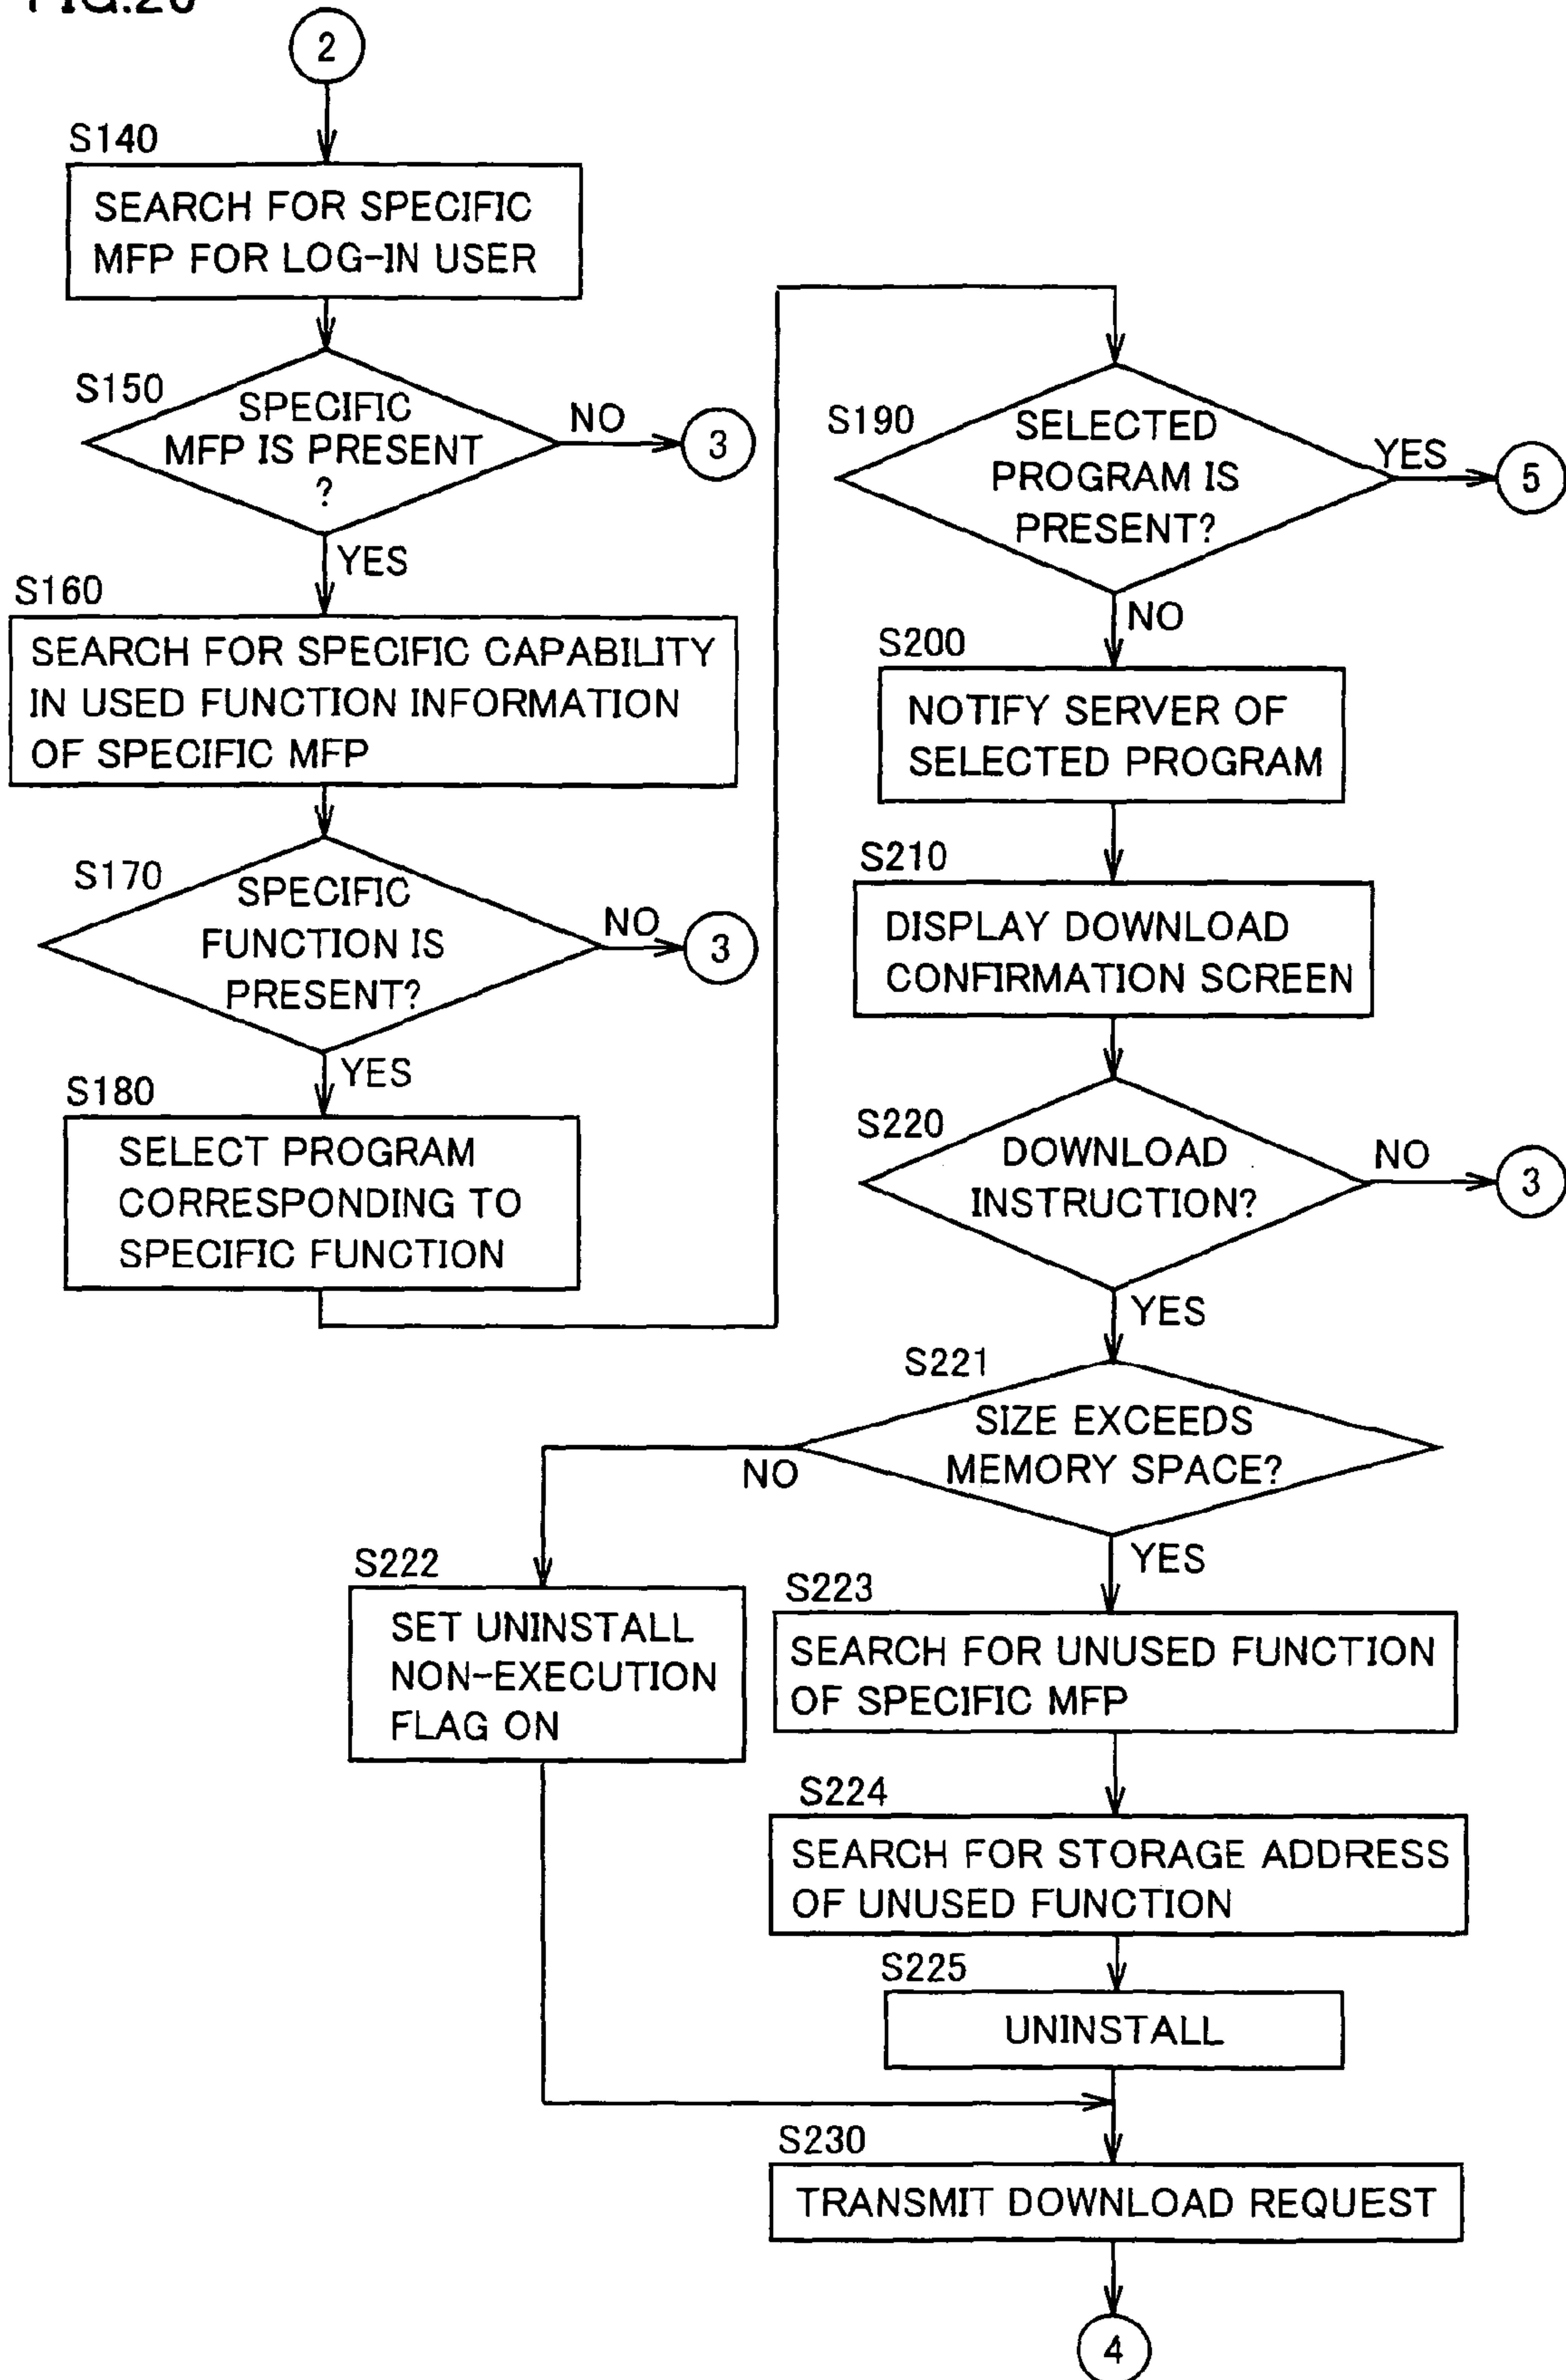 FIG.20
2
S140
SEARCH FOR SPECIFIC
MFP FOR LOG-IN USER
S150
SPECIFIC
MFP IS PRESENT
?
NO
3
YES
S160
SEARCH FOR SPECIFIC CAPABILITY
IN USED FUNCTION INFORMATION
OF SPECIFIC MFP
S170
SPECIFIC
FUNCTION IS
PRESENT?
NO
3
YES
S180
SELECT PROGRAM
CORRESPONDING TO
SPECIFIC FUNCTION
S190
SELECTED
PROGRAM IS
PRESENT?
YES
5
NO
S200
NOTIFY SERVER OF
SELECTED PROGRAM
S210
DISPLAY DOWNLOAD
CONFIRMATION SCREEN
S220
DOWNLOAD
INSTRUCTION?
NO
3
YES
S221
SIZE EXCEEDS
MEMORY SPACE?
NO
YES
S222
SET UNINSTALL
NON-EXECUTION
FLAG ON
S223
SEARCH FOR UNUSED FUNCTION
OF SPECIFIC MFP
S224
SEARCH FOR STORAGE ADDRESS
OF UNUSED FUNCTION
S225
UNINSTALL
S230
TRANSMIT DOWNLOAD REQUEST
4